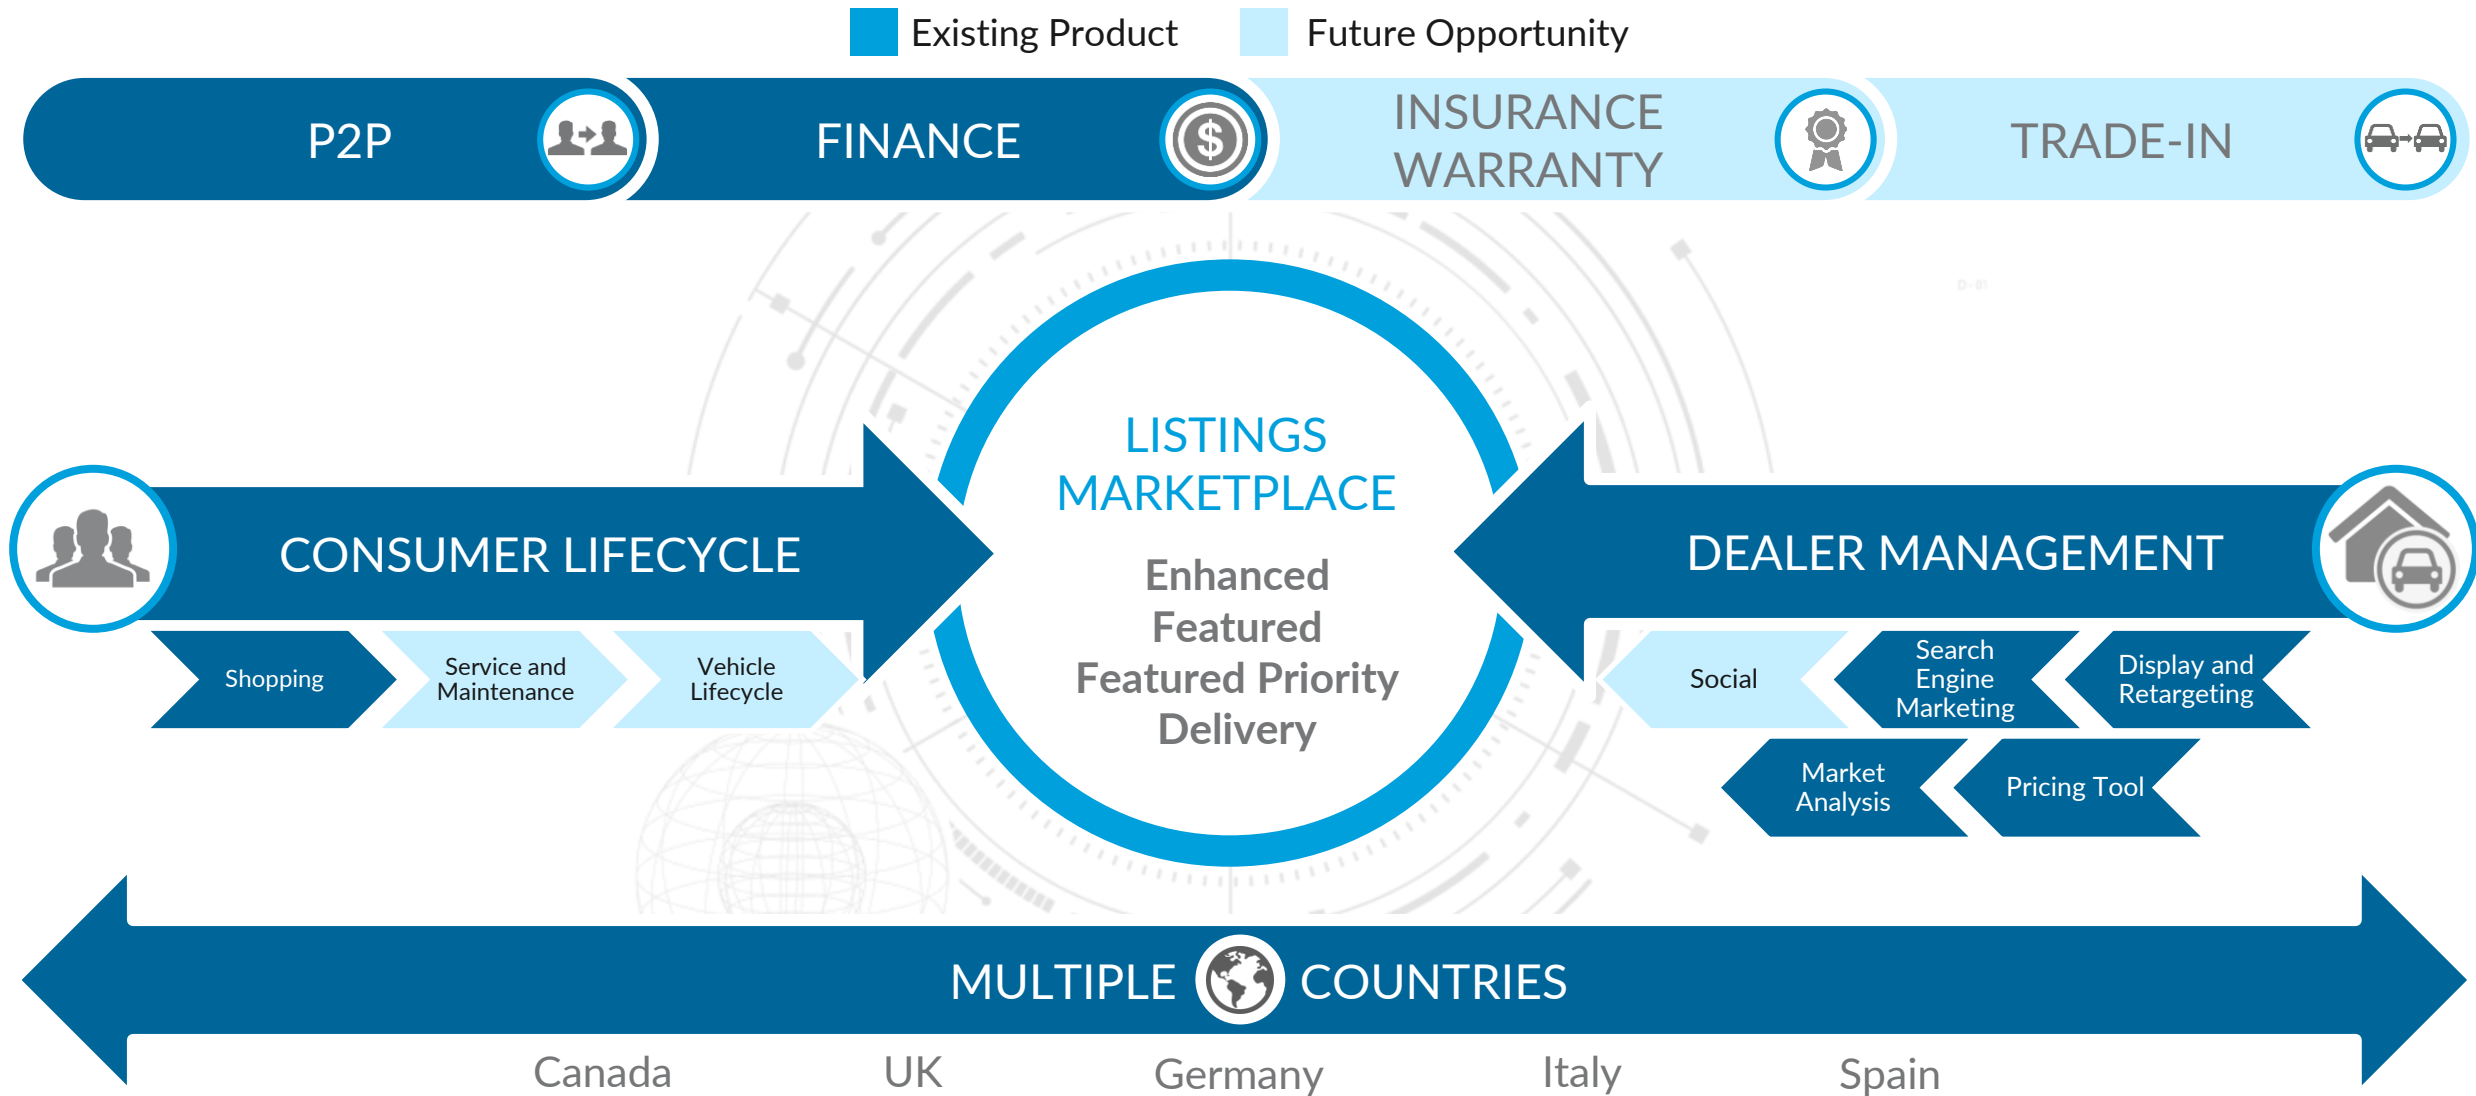 Existing Product
Future Opportunity
P2P
FINANCE
$
INSURANCE
WARRANTY
TRADE-IN
D-01
LISTINGS
MARKETPLACE
Enhanced
Featured
Featured Priority
Delivery
CONSUMER LIFECYCLE
Shopping
Service and
Maintenance
Vehicle
Lifecycle
DEALER MANAGEMENT
Social
Search
Engine
Marketing
Display and
Retargeting
Market
Analysis
Pricing Tool
MULTIPLE COUNTRIES
Canada
UK
Germany
Italy
Spain